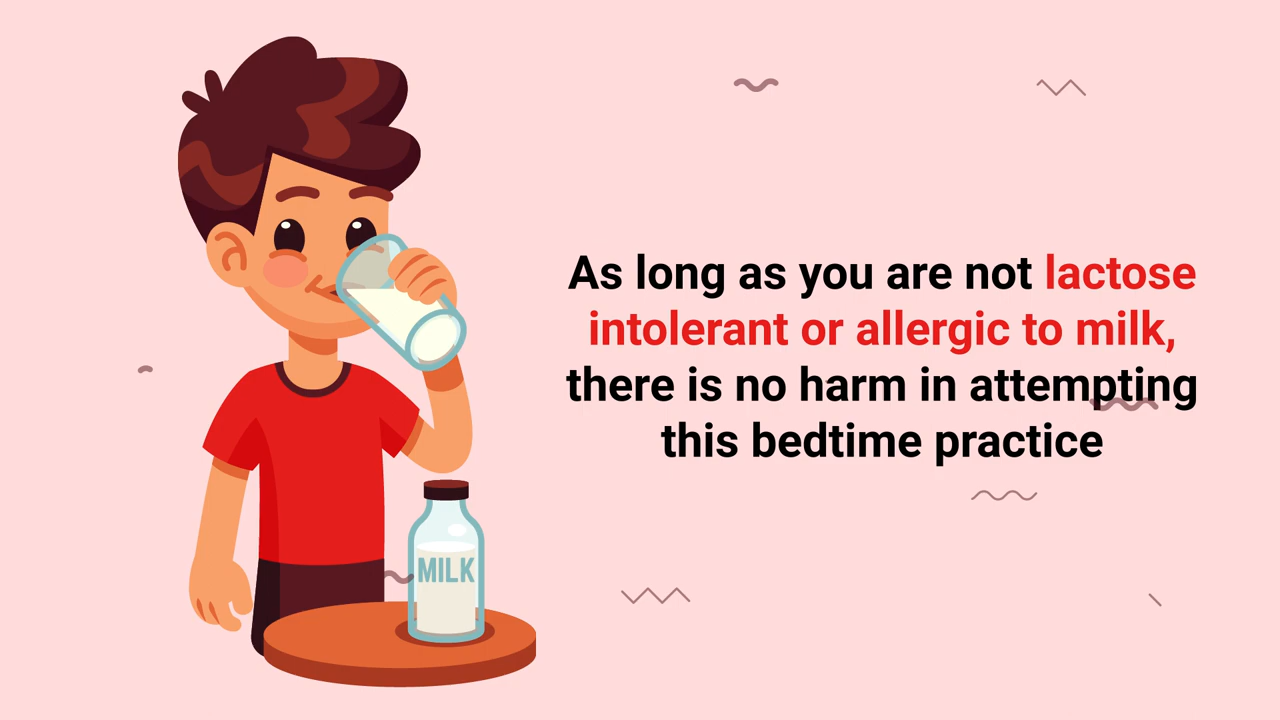 As long as you are not lactose
intolerant or allergic to milk,
there is no harm in attempting
this bedtime practice
MILK